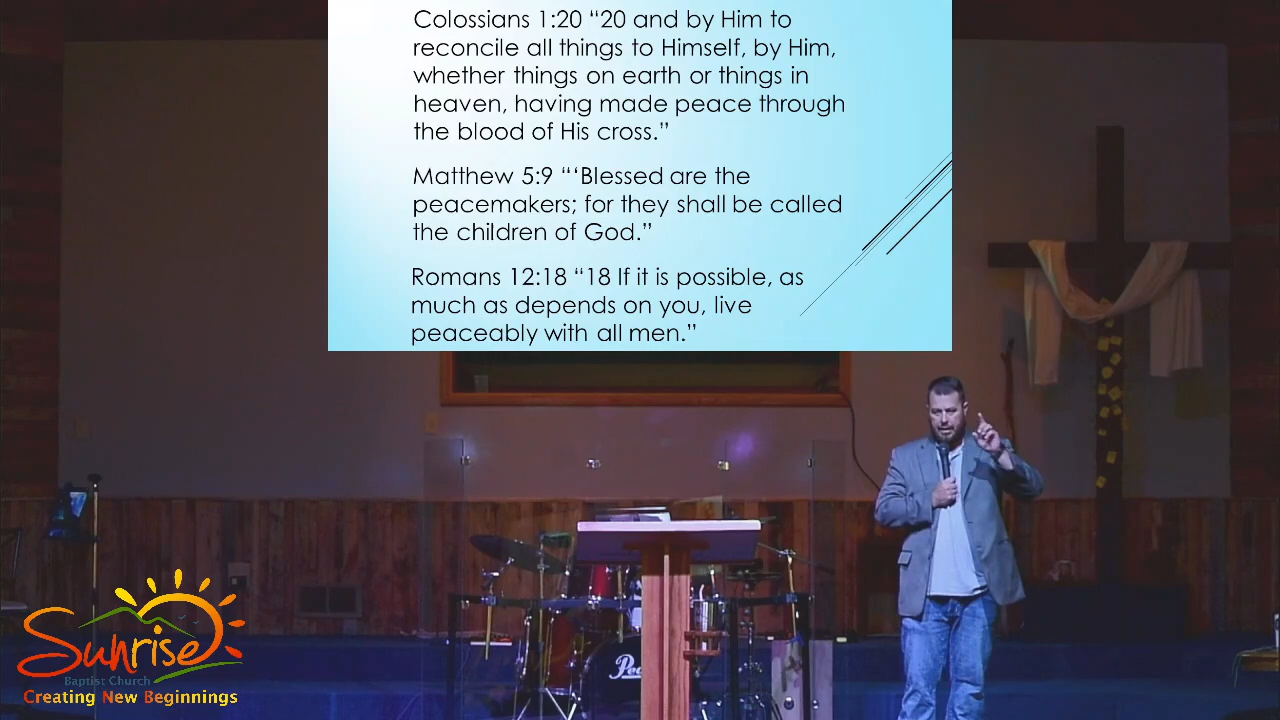 Colossians 1:20 “20 and by Him to
reconcile all things to Himself, by Him,
whether things on earth or things in
heaven, having made peace through
the blood of His cross.”
Matthew 5:9 “‘Blessed are the
peacemakers; for they shall be called
the children of God.”
Romans 12:18 “18 If it is possible, as
much as depends on you, live
peaceably with all men.”
Sunrise
Baptist Church
Creating New Beginnings